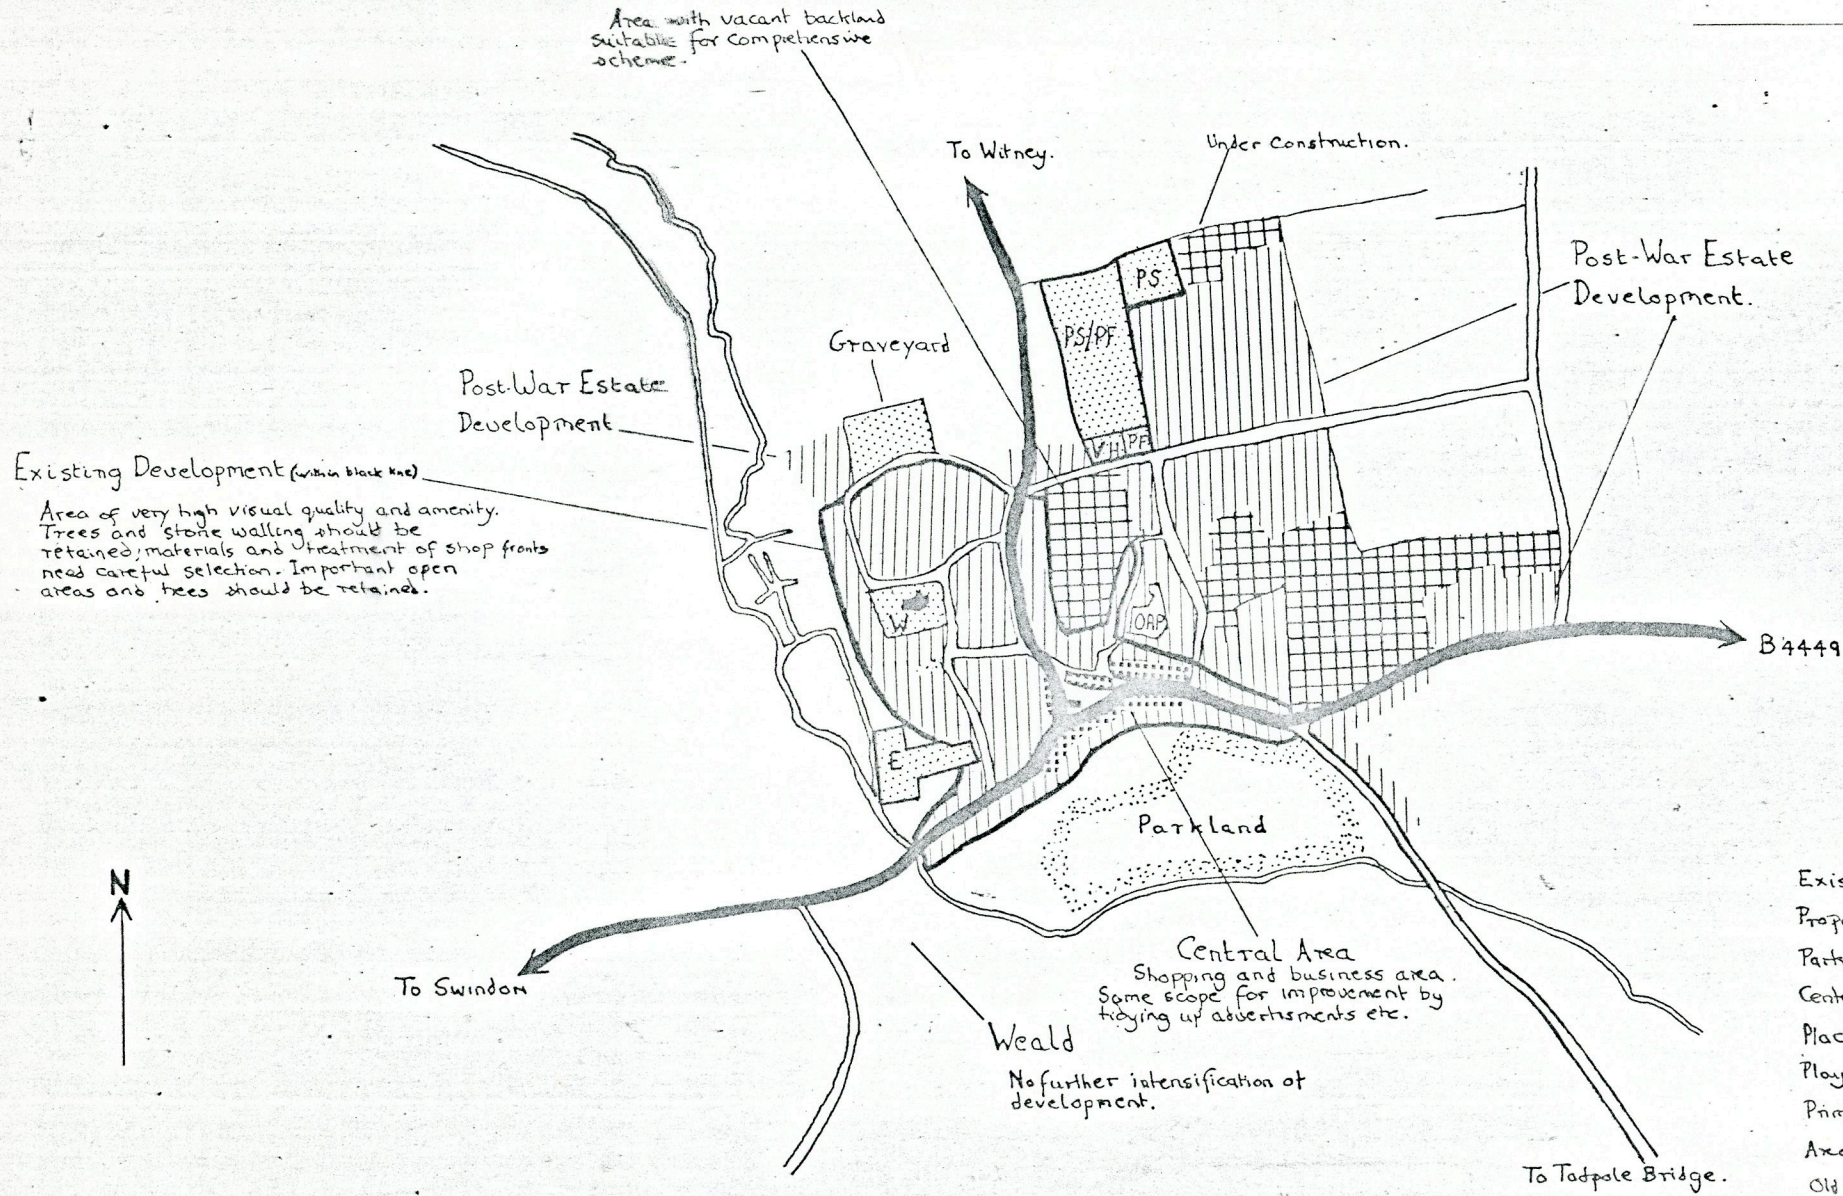 Area with vacant backland
suitable for comprehensive
scheme.
To Witney.
Under Construction.
Post-War Estate
Development.
PS
PS/PF
Graveyard
Post-War Estate
Development
VH
PF
Existing Development (within black line)
Area of very high visual quality and amenity.
Trees and stone walling should be
retained; materials and treatment of shop fronts
need careful selection. Important open
areas and trees should be retained.
W
OAP
B4449
E
Parkland
N
To Swindon
Central Area
Shopping and business area.
Some scope for improvement by
tidying up advertisments etc.
Weald
No further intensification of
development.
To Tadpole Bridge.
Exis
Prop
Park
Cent
Plac
Play
Prim
Area
Old